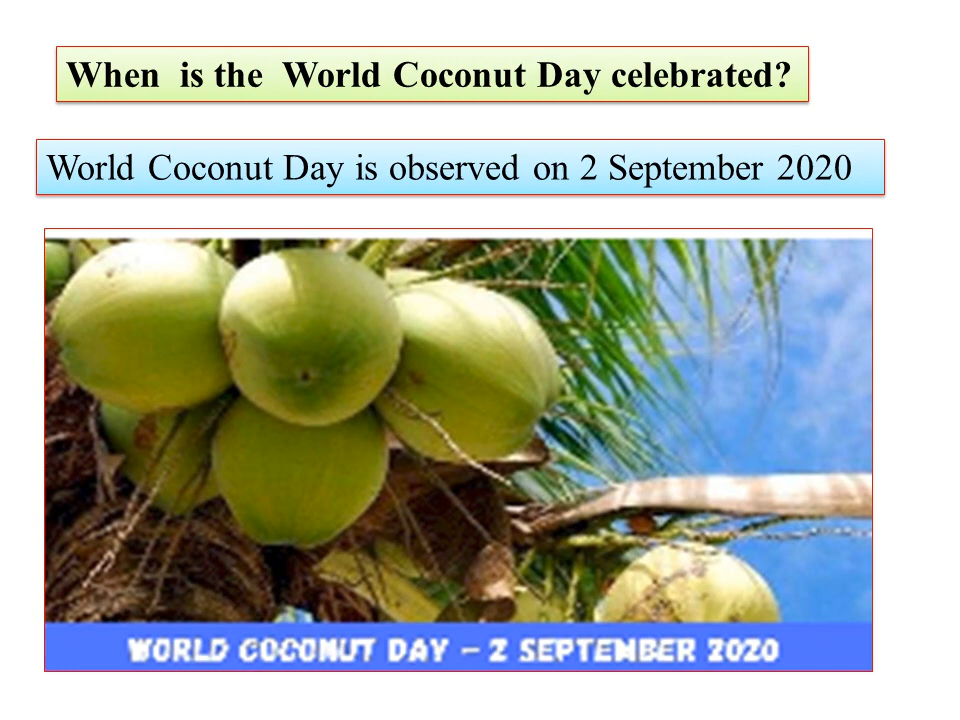 When is the World Coconut Day celebrated?
World Coconut Day is observed on 2 September 2020
WORLD COCONUT DAY – 2 SEPTEMBER 2020